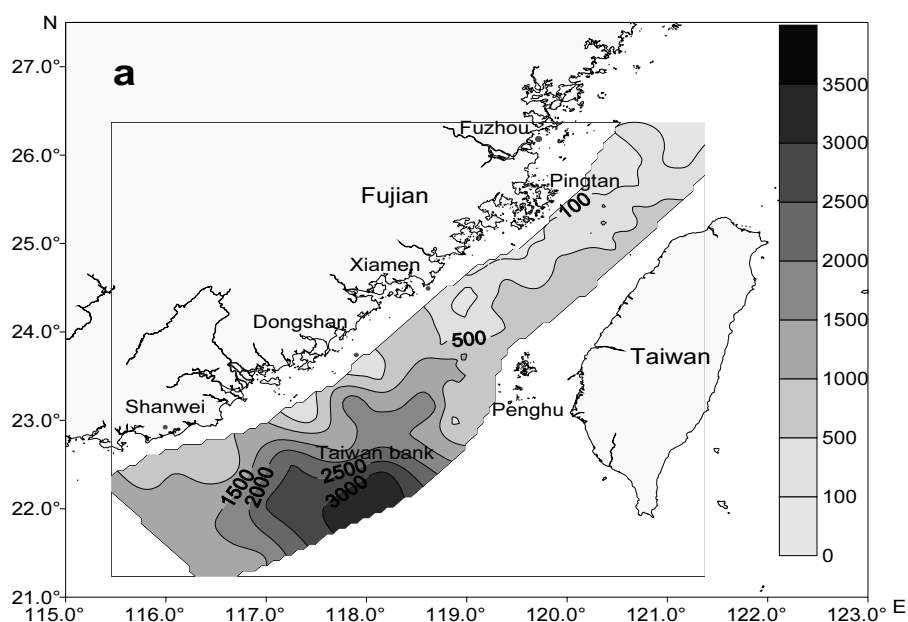 N
a
27.0°
26.0°
25.0°
24.0°
23.0°
22.0°
21.0°
Fuzhou
Pingtan
Fujian
100
Xiamen
Dongshan
500
Taiwan
Shanwei
Penghu
Taiwan bank
1500
2000
2500
3000
3500
3000
2500
2000
1500
1000
500
100
0
115.0° 116.0° 117.0° 118.0° 119.0° 120.0° 121.0° 122.0° 123.0° E